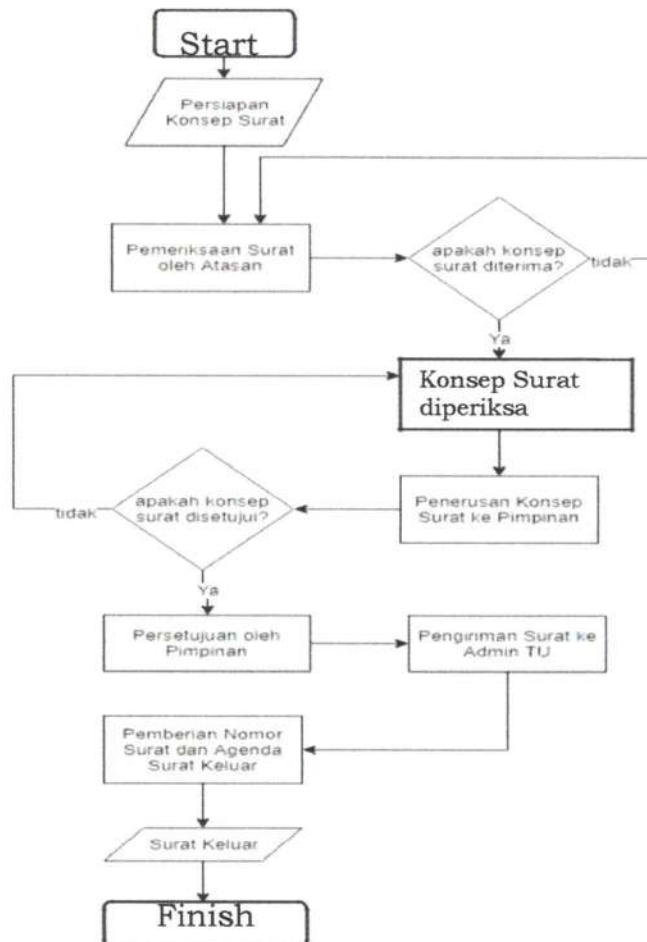 Start
Persiapan
Konsep Surat
Pemeriksaan Surat
oleh Atasan
apakah konsep
surat diterima?
tidak
Ya
Konsep Surat
diperiksa
Penerusan Konsep
Surat ke Pimpinan
apakah konsep
surat disetujui?
tidak
Ya
Persetujuan oleh
Pimpinan
Pengiriman Surat ke
Admin TU
Pemberian Nomor
Surat dan Agenda
Surat Keluar
Surat Keluar
Finish